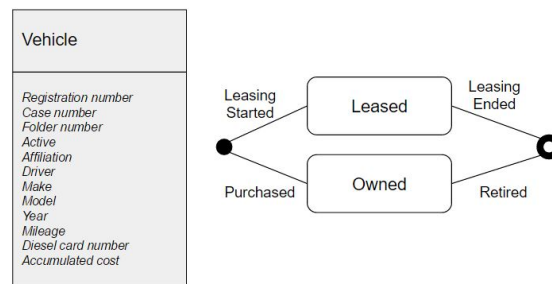 Vehicle
Registration number
Case number
Folder number
Active
Affiliation
Driver
Make
Model
Year
Mileage
Diesel card number
Accumulated cost
Leasing
Started
Leased
Leasing
Ended
Purchased
Owned
Retired